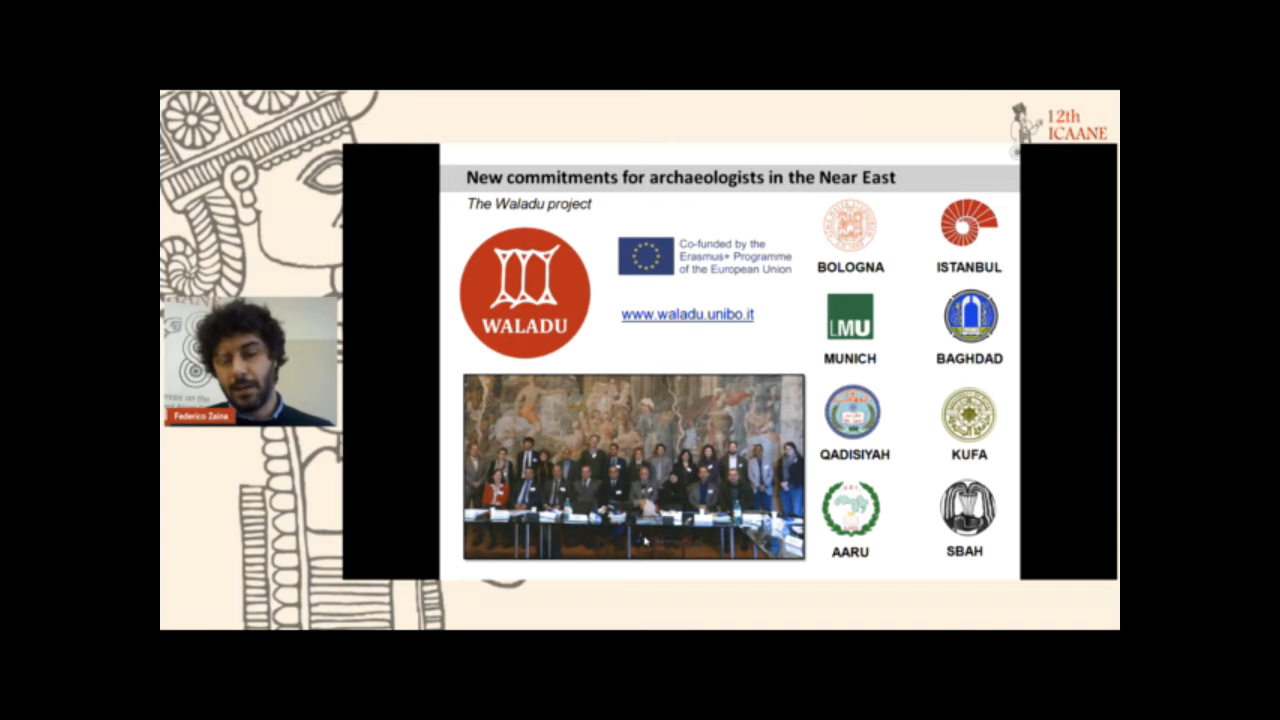 12th
ICAANE
New commitments for archaeologists in the Near East
The Waladu project
WALADU
Co-funded by the
Erasmus+ Programme
of the European Union
www.waladu.unibo.it
BOLOGNA
ISTANBUL
LMU
MUNICH
BAGHDAD
QADISIYAH
KUFA
AARU
SBAH
Federico Zaina